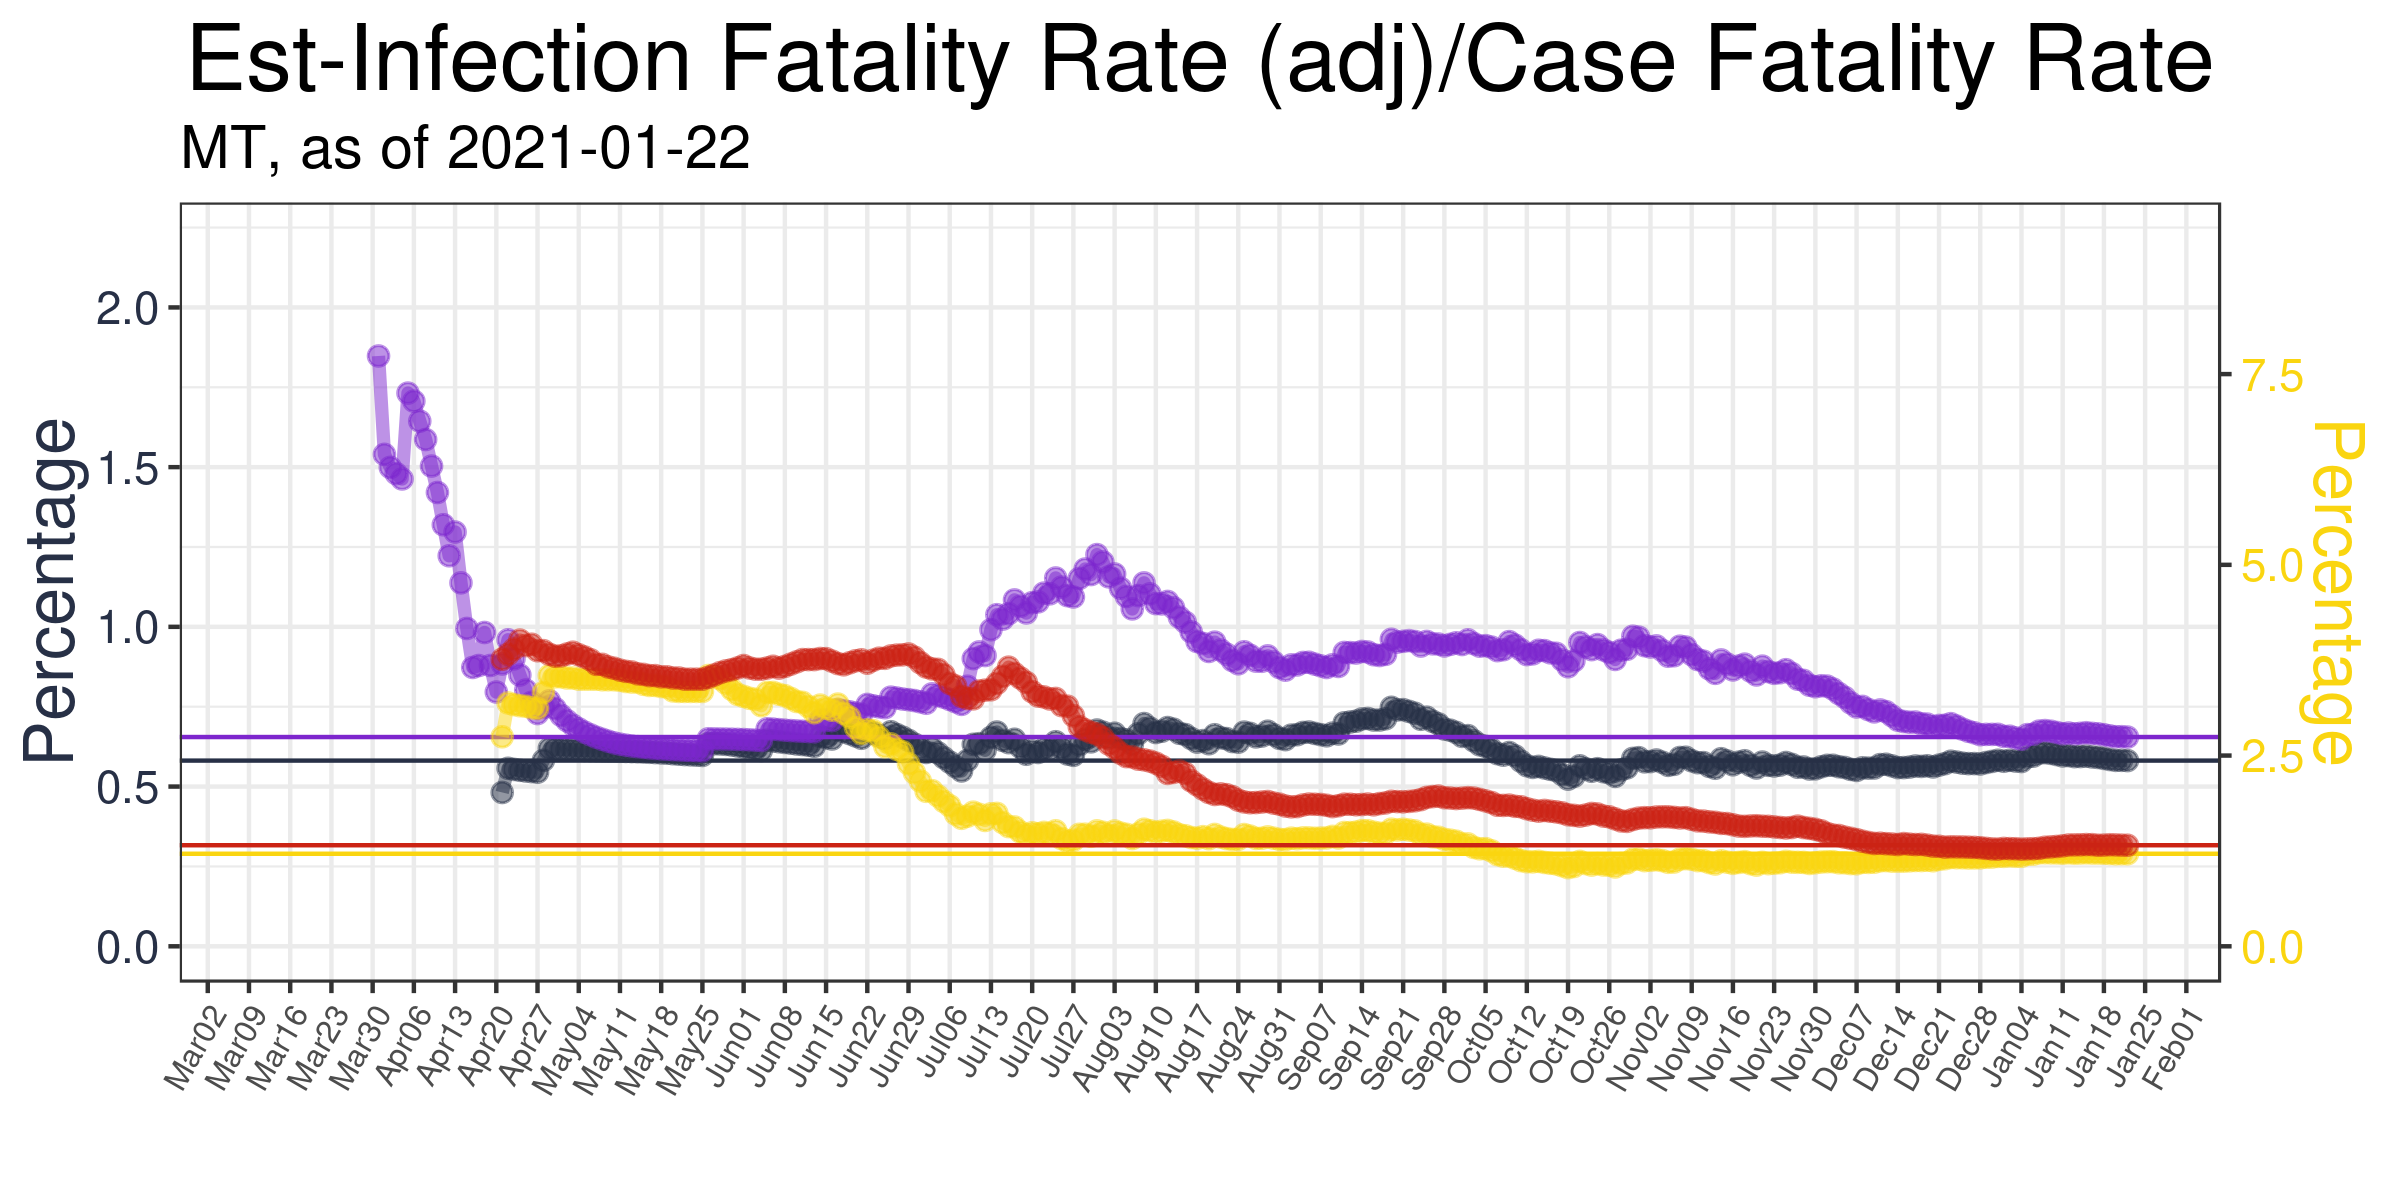 Est-Infection Fatality Rate (adj)/Case Fatality Rate
MT, as of 2021-01-22
Percentage
2.0
1.5
1.0
0.5
0.0
7.5
5.0
2.5
0.0
Percentage
Mar02 Mar09 Mar16 Mar23 Mar30 Apr06 Apr13 Apr20 Apr27 May04 May11 May18 May25 Jun01 Jun08 Jun15 Jun22 Jun29 Jul06 Jul13 Jul20 Jul27 Aug03 Aug10 Aug17 Aug24 Aug31 Sep07 Sep14 Sep21 Sep28 Oct05 Oct12 Oct19 Oct26 Nov02 Nov09 Nov16 Nov23 Nov30 Dec07 Dec14 Dec21 Dec28 Jan04 Jan11 Jan18 Jan25 Feb01